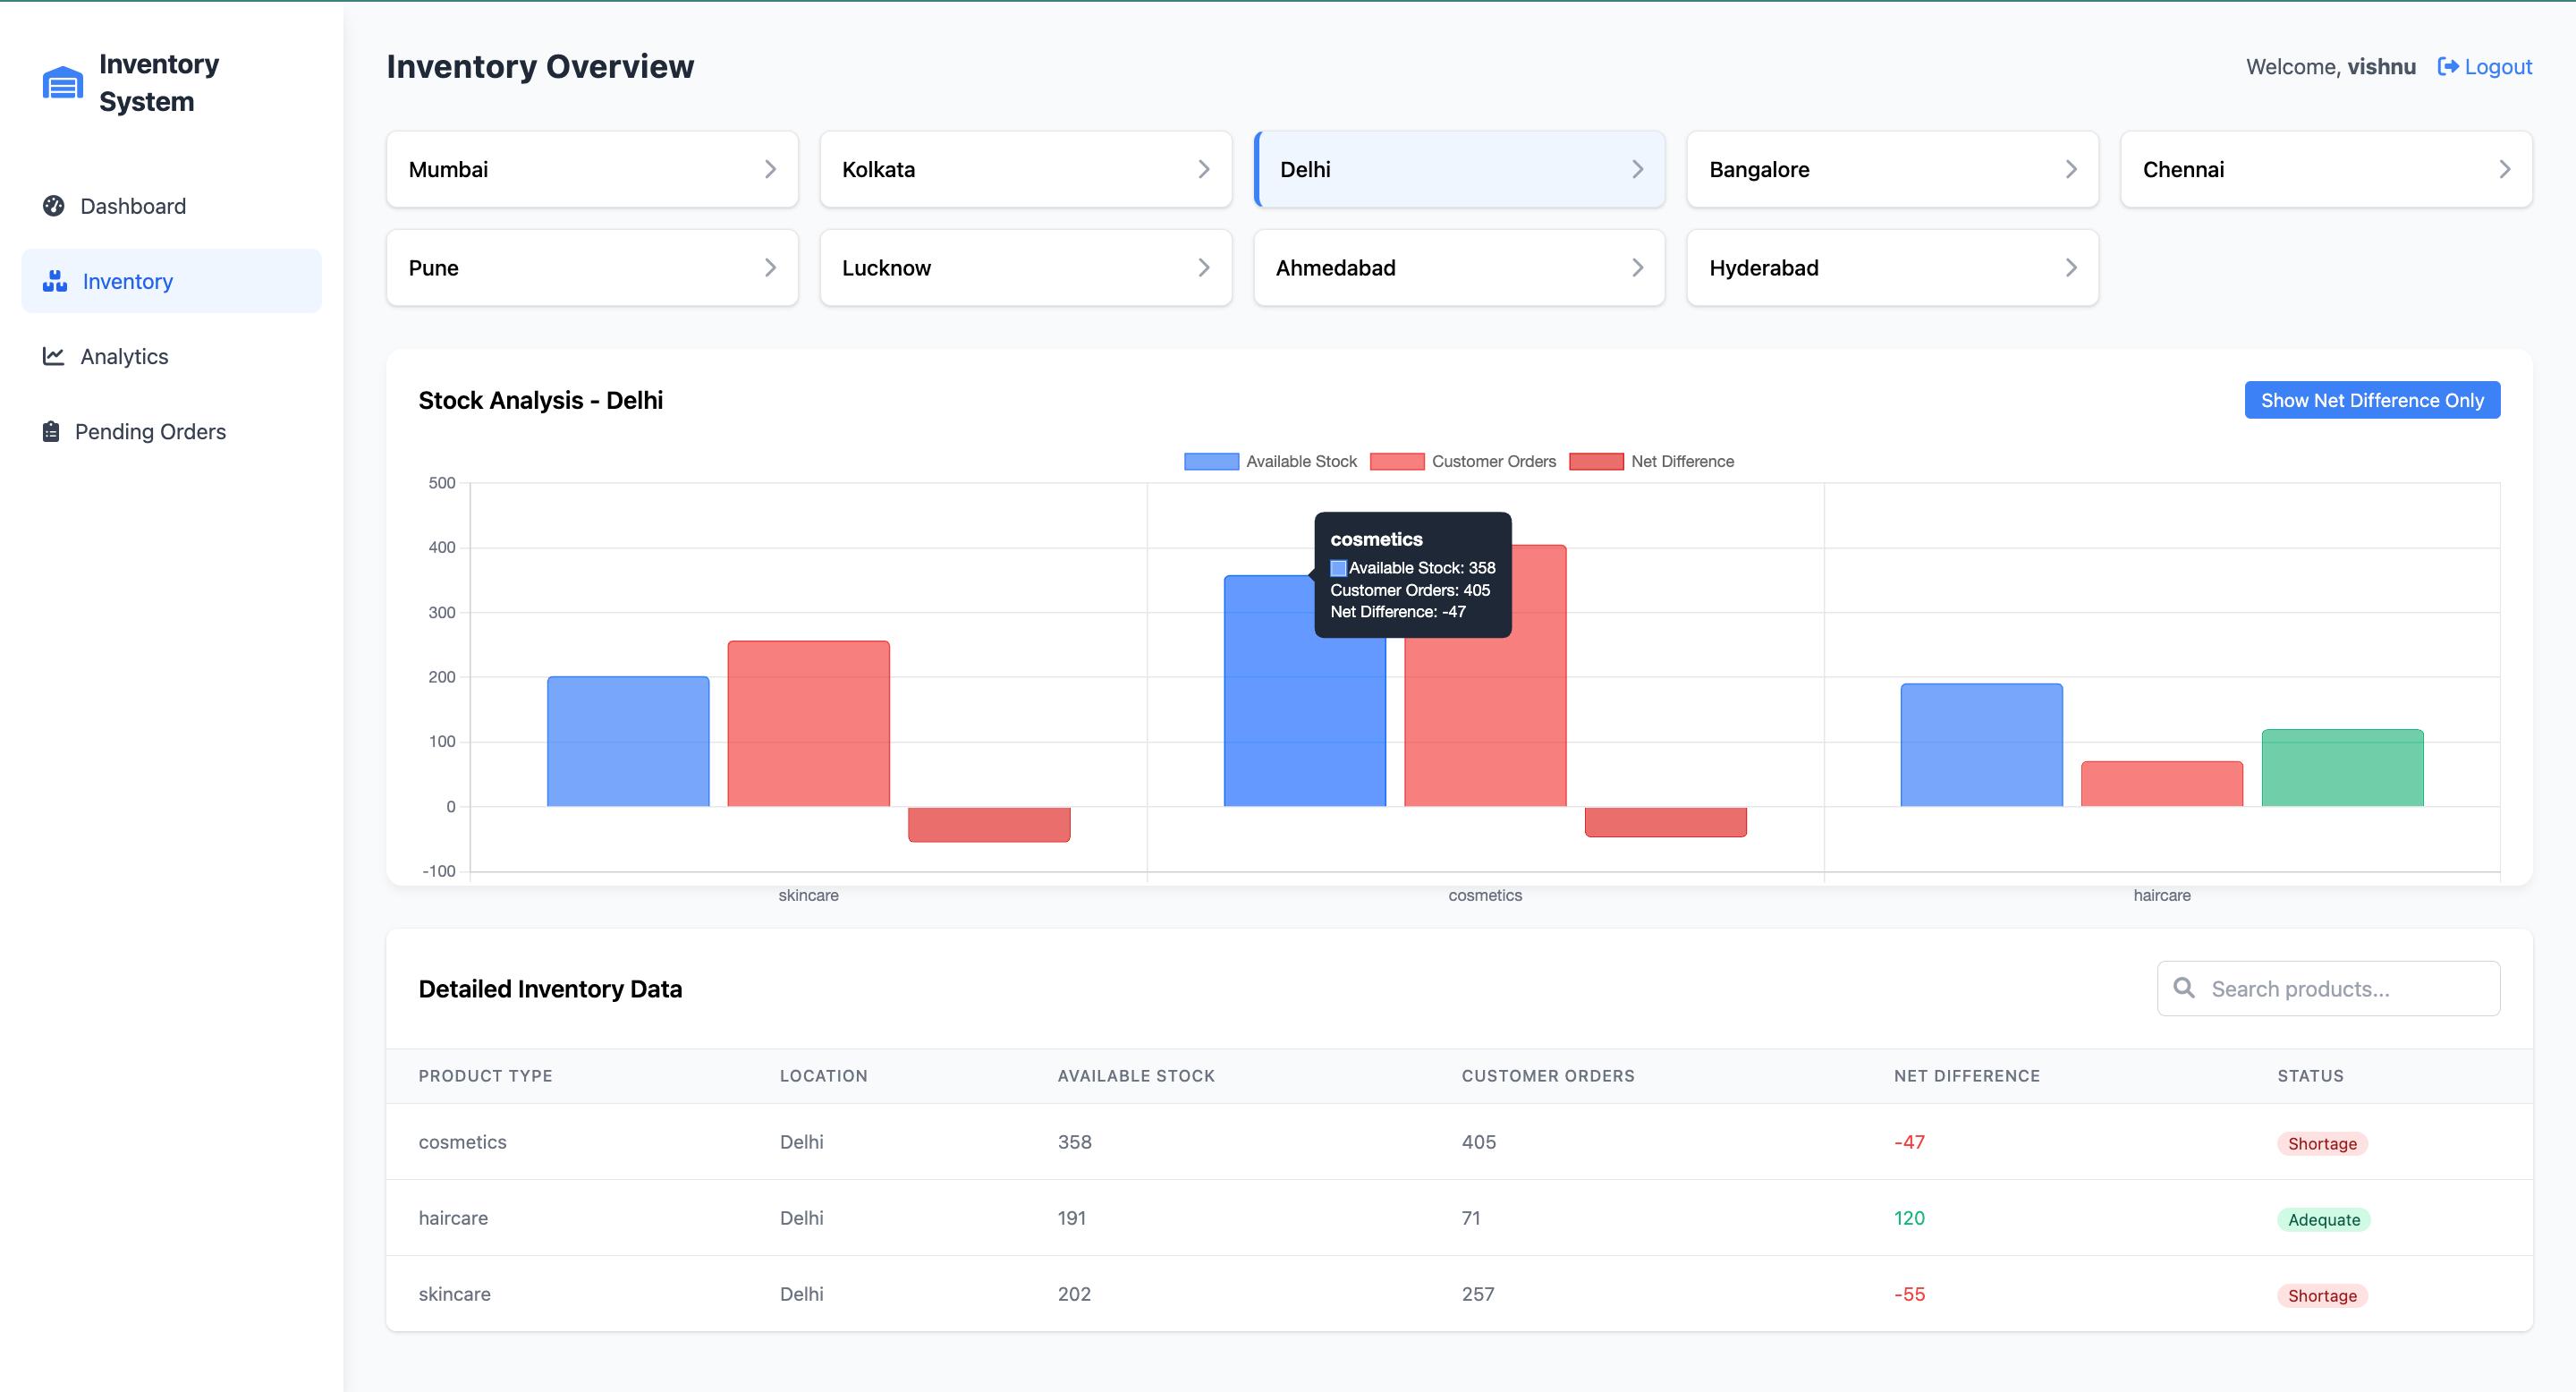 Inventory
System
Dashboard
Inventory
Analytics
Pending Orders
Inventory Overview
Welcome, vishnu Logout
Mumbai Kolkata Delhi Bangalore Chennai
Pune Lucknow Ahmedabad Hyderabad
Stock Analysis - Delhi
Show Net Difference Only
Available Stock Customer Orders Net Difference
500
400
300
200
100
0
-100
cosmetics
Available Stock: 358
Customer Orders: 405
Net Difference: -47
skincare cosmetics haircare
Detailed Inventory Data
Search products...
PRODUCT TYPE LOCATION AVAILABLE STOCK CUSTOMER ORDERS NET DIFFERENCE STATUS
cosmetics Delhi 358 405 -47 Shortage
haircare Delhi 191 71 120 Adequate
skincare Delhi 202 257 -55 Shortage